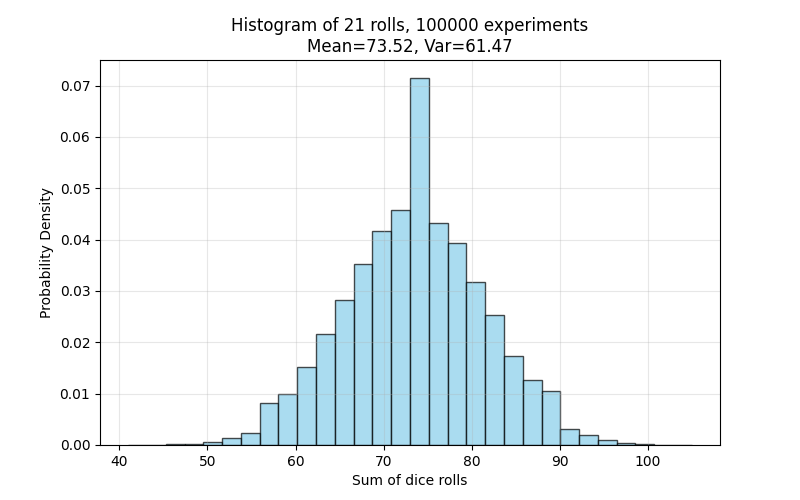 Histogram of 21 rolls, 100000 experiments
Mean=73.52, Var=61.47
Probability Density
0.07
0.06
0.05
0.04
0.03
0.02
0.01
0.00
40 50 60 70 80 90 100
Sum of dice rolls